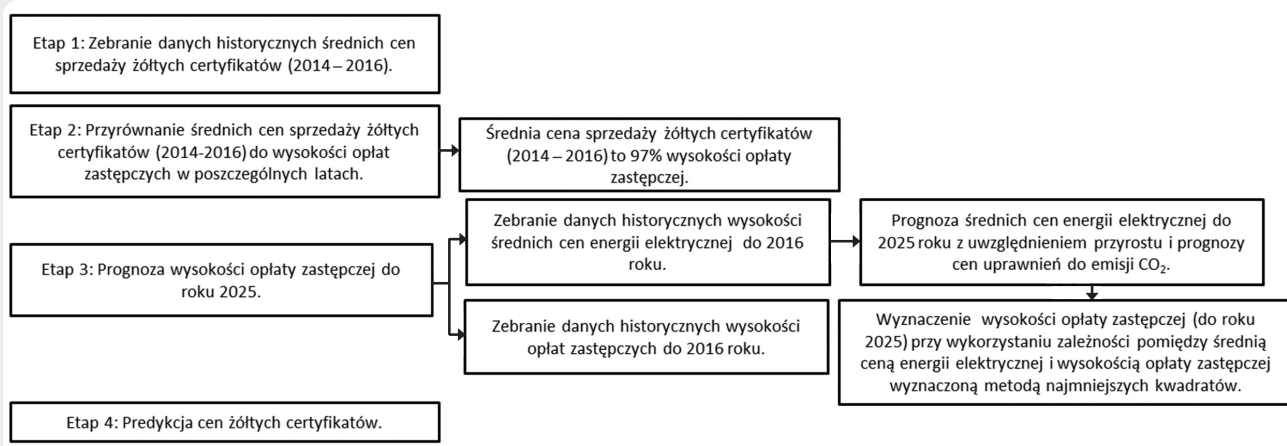 Etap 1: Zebranie danych historycznych średnich cen
sprzedaży żółtych certyfikatów (2014 – 2016).
Etap 2: Przyrównanie średnich cen sprzedaży żółtych
certyfikatów (2014-2016) do wysokości opłat
zastępczych w poszczególnych latach.
Średnia cena sprzedaży żółtych certyfikatów
(2014 – 2016) to 97% wysokości opłaty
zastępczej.
Etap 3: Prognoza wysokości opłaty zastępczej do
roku 2025.
Zebranie danych historycznych wysokości
średnich cen energii elektrycznej do 2016
roku.
Prognoza średnich cen energii elektrycznej do
2025 roku z uwzględnieniem przyrostu i prognozy
cen uprawnień do emisji CO₂.
Zebranie danych historycznych wysokości
opłat zastępczych do 2016 roku.
Wyznaczenie wysokości opłaty zastępczej (do roku
2025) przy wykorzystaniu zależności pomiędzy średnią
ceną energii elektrycznej i wysokością opłaty zastępczej
wyznaczoną metodą najmniejszych kwadratów.
Etap 4: Predykcja cen żółtych certyfikatów.